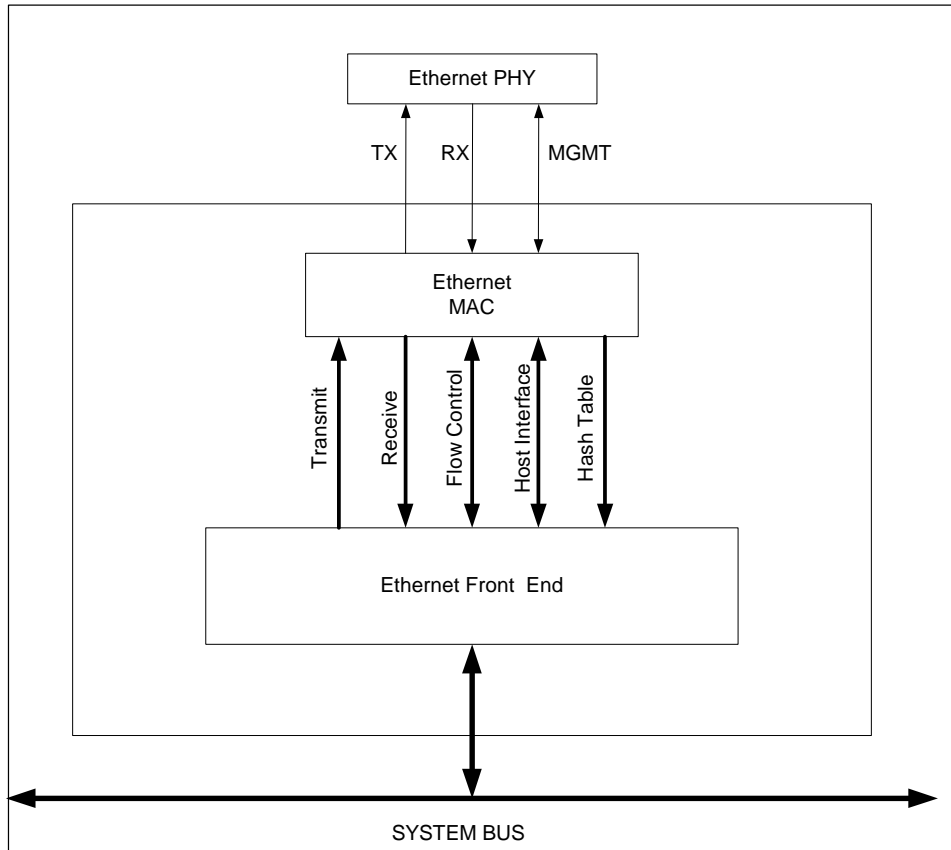 Ethernet PHY
TX
RX
MGMT
Ethernet
MAC
Transmit
Receive
Flow Control
Host Interface
Hash Table
Ethernet Front End
SYSTEM BUS